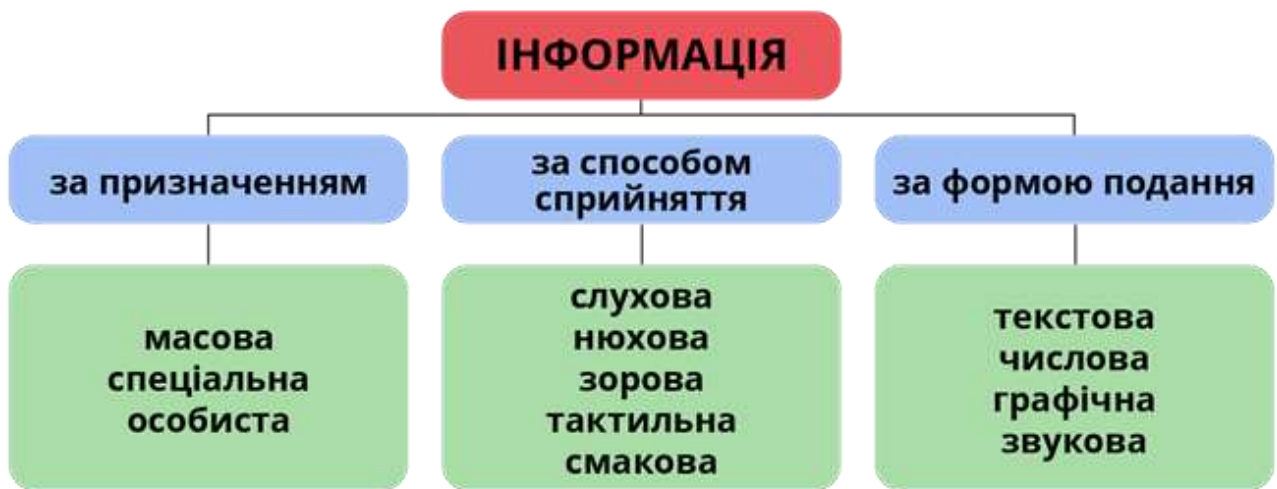 ІНФОРМАЦІЯ
за призначенням
за способом
сприйняття
за формою подання
масова
спеціальна
особиста
слухова
нюхова
зорова
тактильна
смакова
текстова
числова
графічна
звукова